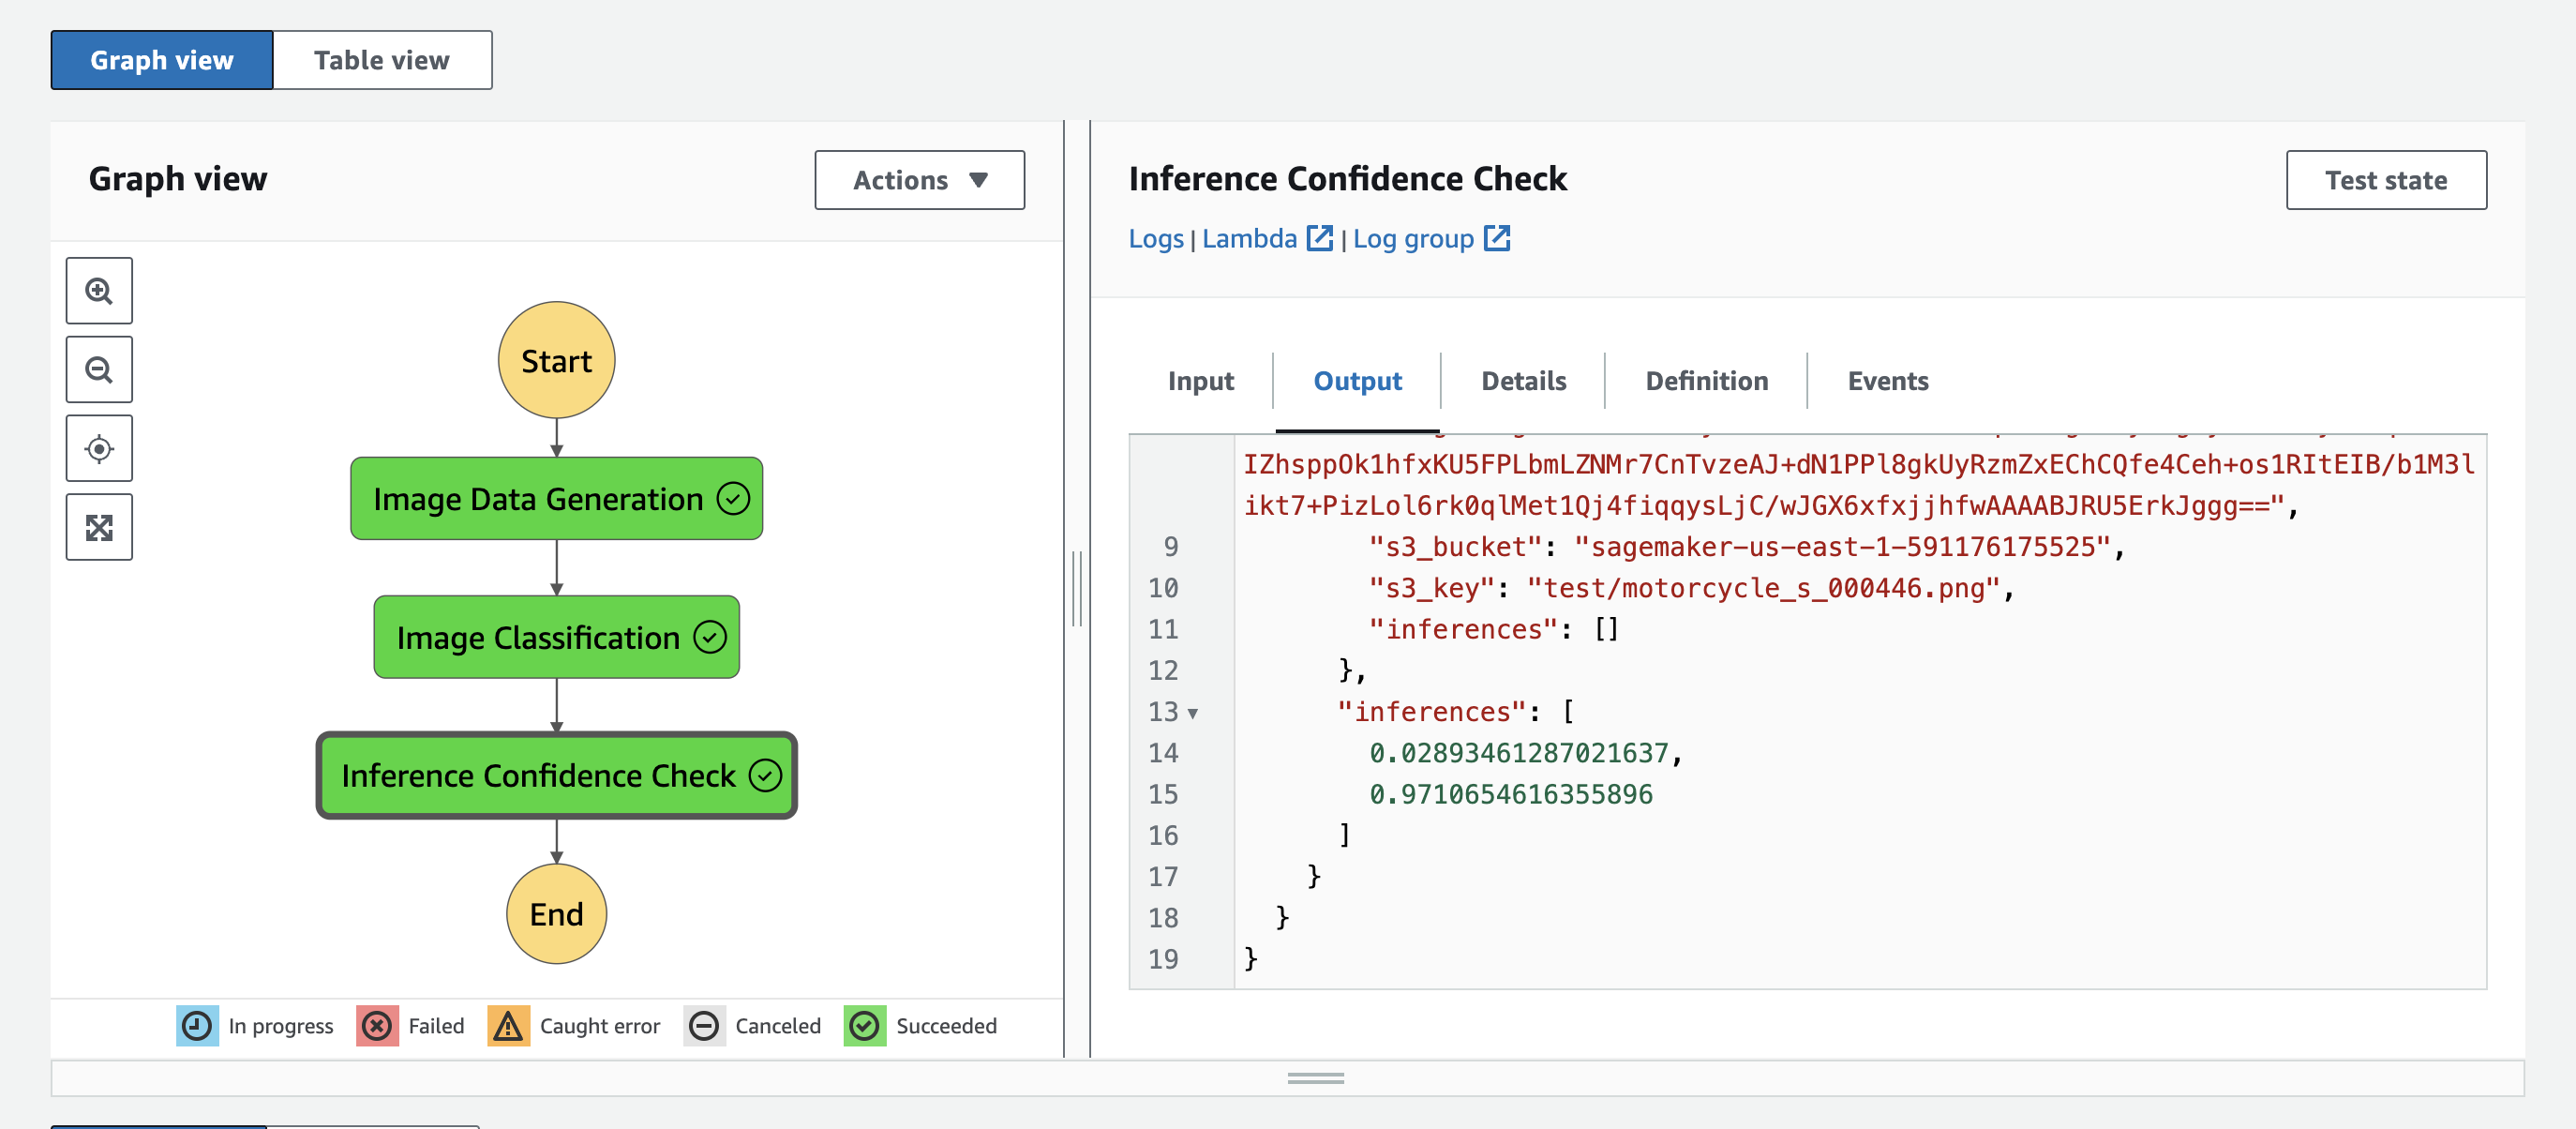 Graph view
Table view
Graph view
Actions
Start
Image Data Generation
Image Classification
Inference Confidence Check
End
In progress
Failed
Caught error
Canceled
Succeeded
Inference Confidence Check
Test state
Logs | Lambda | Log group
Input
Output
Details
Definition
Events
IZhsppOk1hfxKU5FPLbmLZNMr7CnTvzeAJ+dN1PPl8gkUyRzmZxEChCQfe4Ceh+os1RItEIB/b1M3l
ikt7+PizLol6rk0qlMet1Qj4fiqqysLjC/wJGX6xfxjjhfwAAAABJRU5ErkJggg==",
9 "s3_bucket": "sagemaker-us-east-1-591176175525",
10 "s3_key": "test/motorcycle_s_000446.png",
11 "inferences": []
12 },
13 "inferences": [
14 0.02893461287021637,
15 0.9710654616355896
16 ]
17 }
18 }
19 }